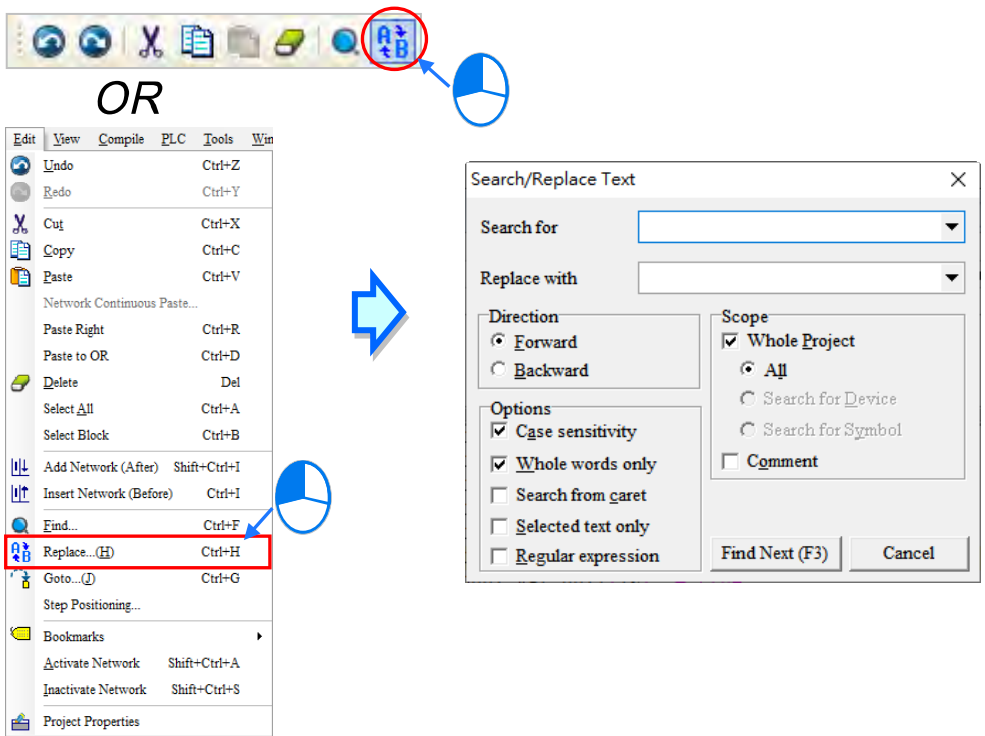 A
B
OR
Edit View Compile PLC Tools Win
Undo Ctrl+Z
Redo Ctrl+Y
Cut Ctrl+X
Copy Ctrl+C
Paste Ctrl+V
Network Continuous Paste...
Paste Right Ctrl+R
Paste to OR Ctrl+D
Delete Del
Select All Ctrl+A
Select Block Ctrl+B
Add Network (After) Shift+Ctrl+I
Insert Network (Before) Ctrl+I
Find... Ctrl+F
A
B
Replace...(H) Ctrl+H
Goto...(J) Ctrl+G
Step Positioning...
Bookmarks
Activate Network Shift+Ctrl+A
Inactivate Network Shift+Ctrl+S
Project Properties
Search/Replace Text
Search for
Replace with
Direction
Forward
Backward
Options
Case sensitivity
Whole words only
Search from caret
Selected text only
Regular expression
Scope
Whole Project
All
Search for Device
Search for Symbol
Comment
Find Next (F3) Cancel